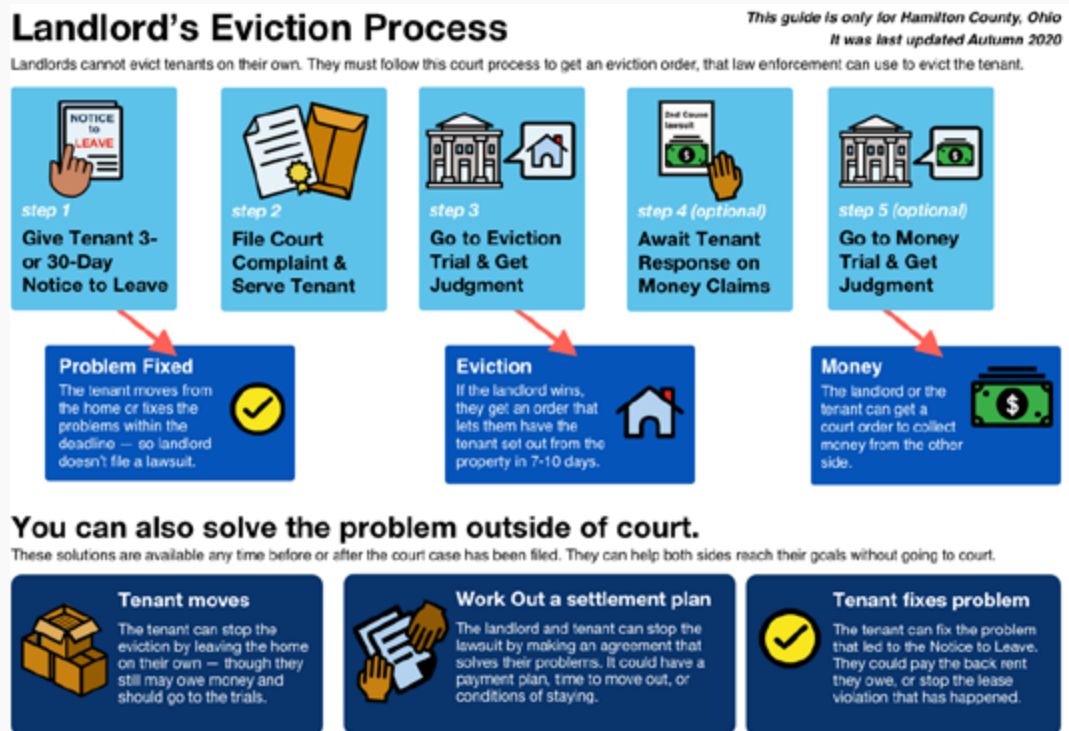 Landlord's Eviction Process
This guide is only for Hamilton County, Ohio
It was last updated Autumn 2020
Landlords cannot evict tenants on their own. They must follow this court process to get an eviction order, that law enforcement can use to evict the tenant.
NOTICE
to
LEAVE
step 1
Give Tenant 3-
or 30-Day
Notice to Leave
step 2
File Court
Complaint &
Serve Tenant
step 3
Go to Eviction
Trial & Get
Judgment
2nd Cause
lawsuit
$
step 4 (optional)
Await Tenant
Response on
Money Claims
$
step 5 (optional)
Go to Money
Trial & Get
Judgment
Problem Fixed
The tenant moves from
the home or fixes the
problems within the
deadline — so landlord
doesn't file a lawsuit.
Eviction
If the landlord wins,
they get an order that
lets them have the
tenant set out from the
property in 7-10 days.
Money
The landlord or the
tenant can get a
court order to collect
money from the other
side.
$
You can also solve the problem outside of court.
These solutions are available any time before or after the court case has been filed. They can help both sides reach their goals without going to court.
Tenant moves
The tenant can stop the
eviction by leaving the home
on their own — though they
still may owe money and
should go to the trials.
Work Out a settlement plan
The landlord and tenant can stop the
lawsuit by making an agreement that
solves their problems. It could have a
payment plan, time to move out, or
conditions of staying.
Tenant fixes problem
The tenant can fix the problem
that led to the Notice to Leave.
They could pay the back rent
they owe, or stop the lease
violation that has happened.